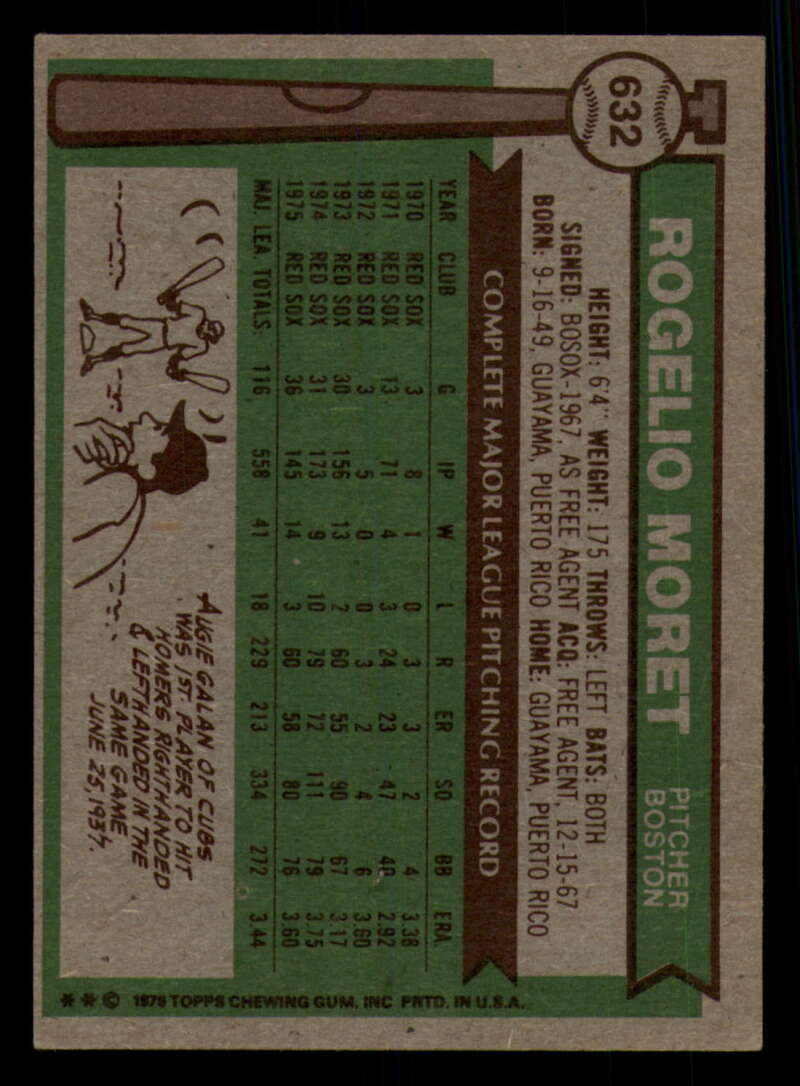 632
ROGELIO MORET
PITCHER
BOSTON
HEIGHT: 6'4" WEIGHT: 175 THROWS: LEFT BATS: BOTH
SIGNED: BOSOX-1967, AS FREE AGENT ACQ: FREE AGENT, 12-15-67
BORN: 9-16-49, GUAYAMA, PUERTO RICO HOME: GUAYAMA, PUERTO RICO
COMPLETE MAJOR LEAGUE PITCHING RECORD
YEAR CLUB G IP W L R ER SO BB ERA
1970 RED SOX 3 8 1 0 3 3 2 4 3.38
1971 RED SOX 13 71 4 3 24 23 47 40 2.92
1972 RED SOX 3 5 0 0 3 2 4 6 3.60
1973 RED SOX 30 156 13 2 60 55 90 67 3.17
1974 RED SOX 31 173 9 10 79 72 111 79 3.75
1975 RED SOX 36 145 14 3 60 58 80 76 3.60
MAJ. LEA. TOTALS: 116 558 41 18 229 213 334 272 3.44
AUGIE GALAN OF CUBS
WAS 1ST. PLAYER TO HIT
HOMERS RIGHTHANDED
& LEFTHANDED IN THE
SAME GAME
JUNE 25, 1937.
** © 1976 TOPPS CHEWING GUM, INC PRTD. IN U.S.A.